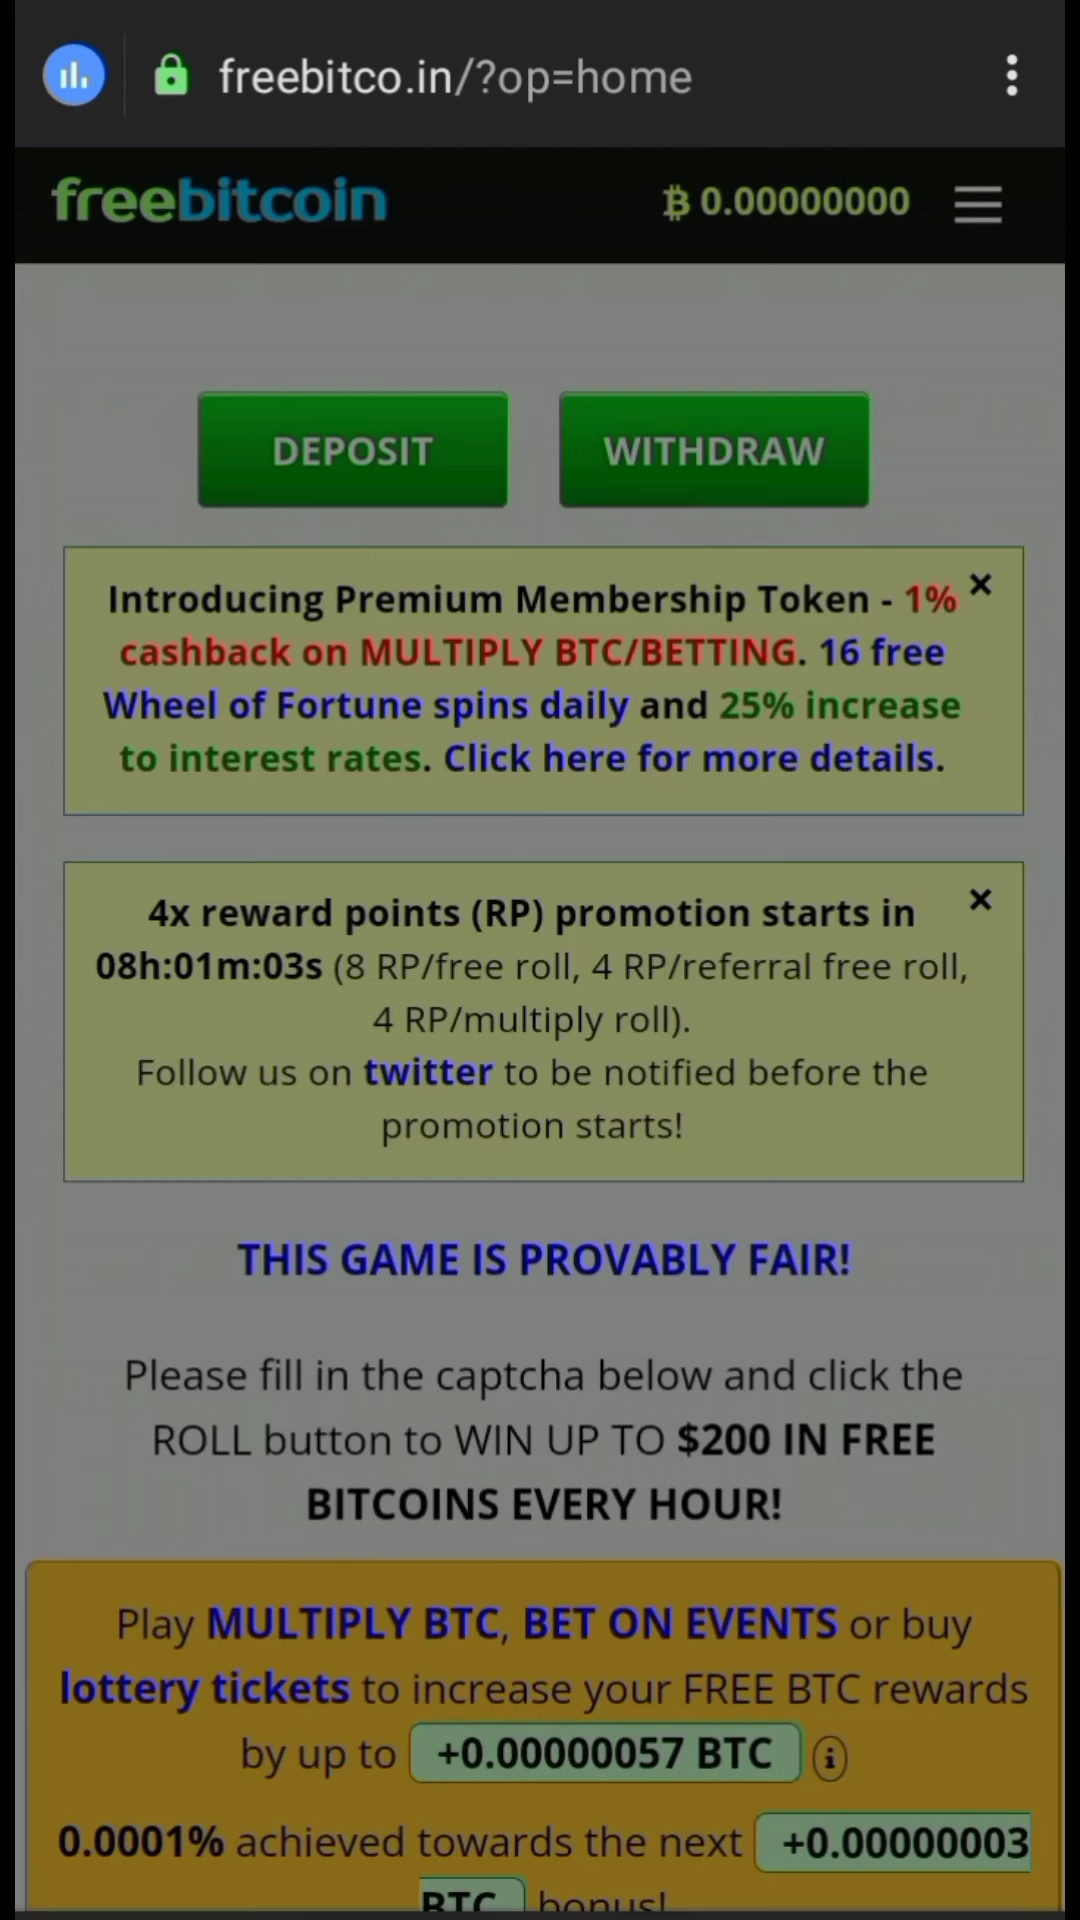 freebitco.in/?op=home
freebitcoin
0.00000000
DEPOSIT
WITHDRAW
Introducing Premium Membership Token - 1%
cashback on MULTIPLY BTC/BETTING. 16 free
Wheel of Fortune spins daily and 25% increase
to interest rates. Click here for more details.
4x reward points (RP) promotion starts in
08h:01m:03s (8 RP/free roll, 4 RP/referral free roll,
4 RP/multiply roll).
Follow us on twitter to be notified before the
promotion starts!
THIS GAME IS PROVABLY FAIR!
Please fill in the captcha below and click the
ROLL button to WIN UP TO $200 IN FREE
BITCOINS EVERY HOUR!
Play MULTIPLY BTC, BET ON EVENTS or buy
lottery tickets to increase your FREE BTC rewards
by up to +0.00000057 BTC
0.0001% achieved towards the next +0.00000003
BTC bonus!